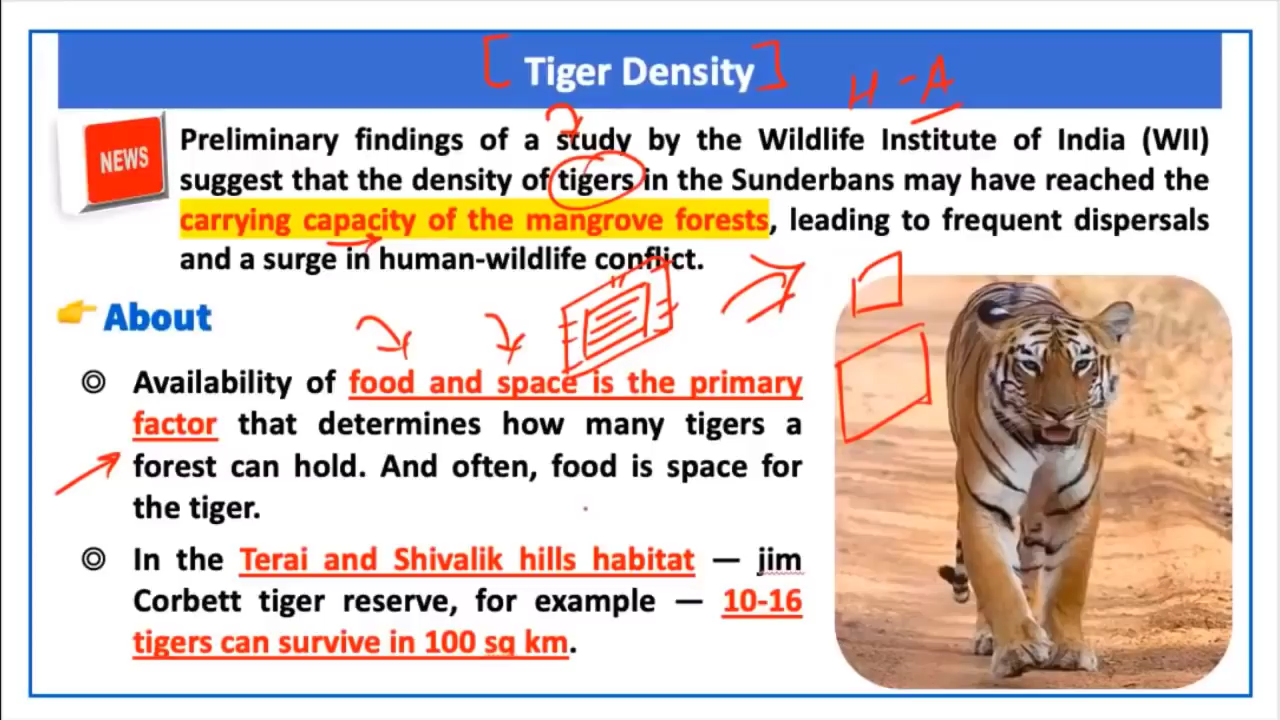 Tiger Density
H - A
NEWS
Preliminary findings of a study by the Wildlife Institute of India (WII)
suggest that the density of tigers in the Sunderbans may have reached the
carrying capacity of the mangrove forests, leading to frequent dispersals
and a surge in human-wildlife conflict.
About
Availability of food and space is the primary
factor that determines how many tigers a
forest can hold. And often, food is space for
the tiger.
In the Terai and Shivalik hills habitat — jim
Corbett tiger reserve, for example — 10-16
tigers can survive in 100 sq km.